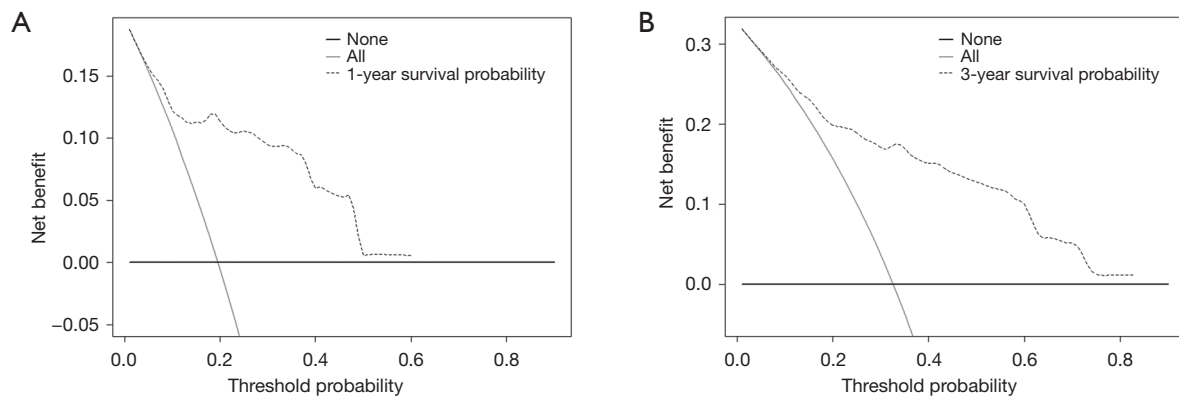 A
None
All
1-year survival probability
Net benefit
0.15
0.10
0.05
0.00
−0.05
0.0 0.2 0.4 0.6 0.8
Threshold probability
B
None
All
3-year survival probability
Net benefit
0.3
0.2
0.1
0.0
0.0 0.2 0.4 0.6 0.8
Threshold probability